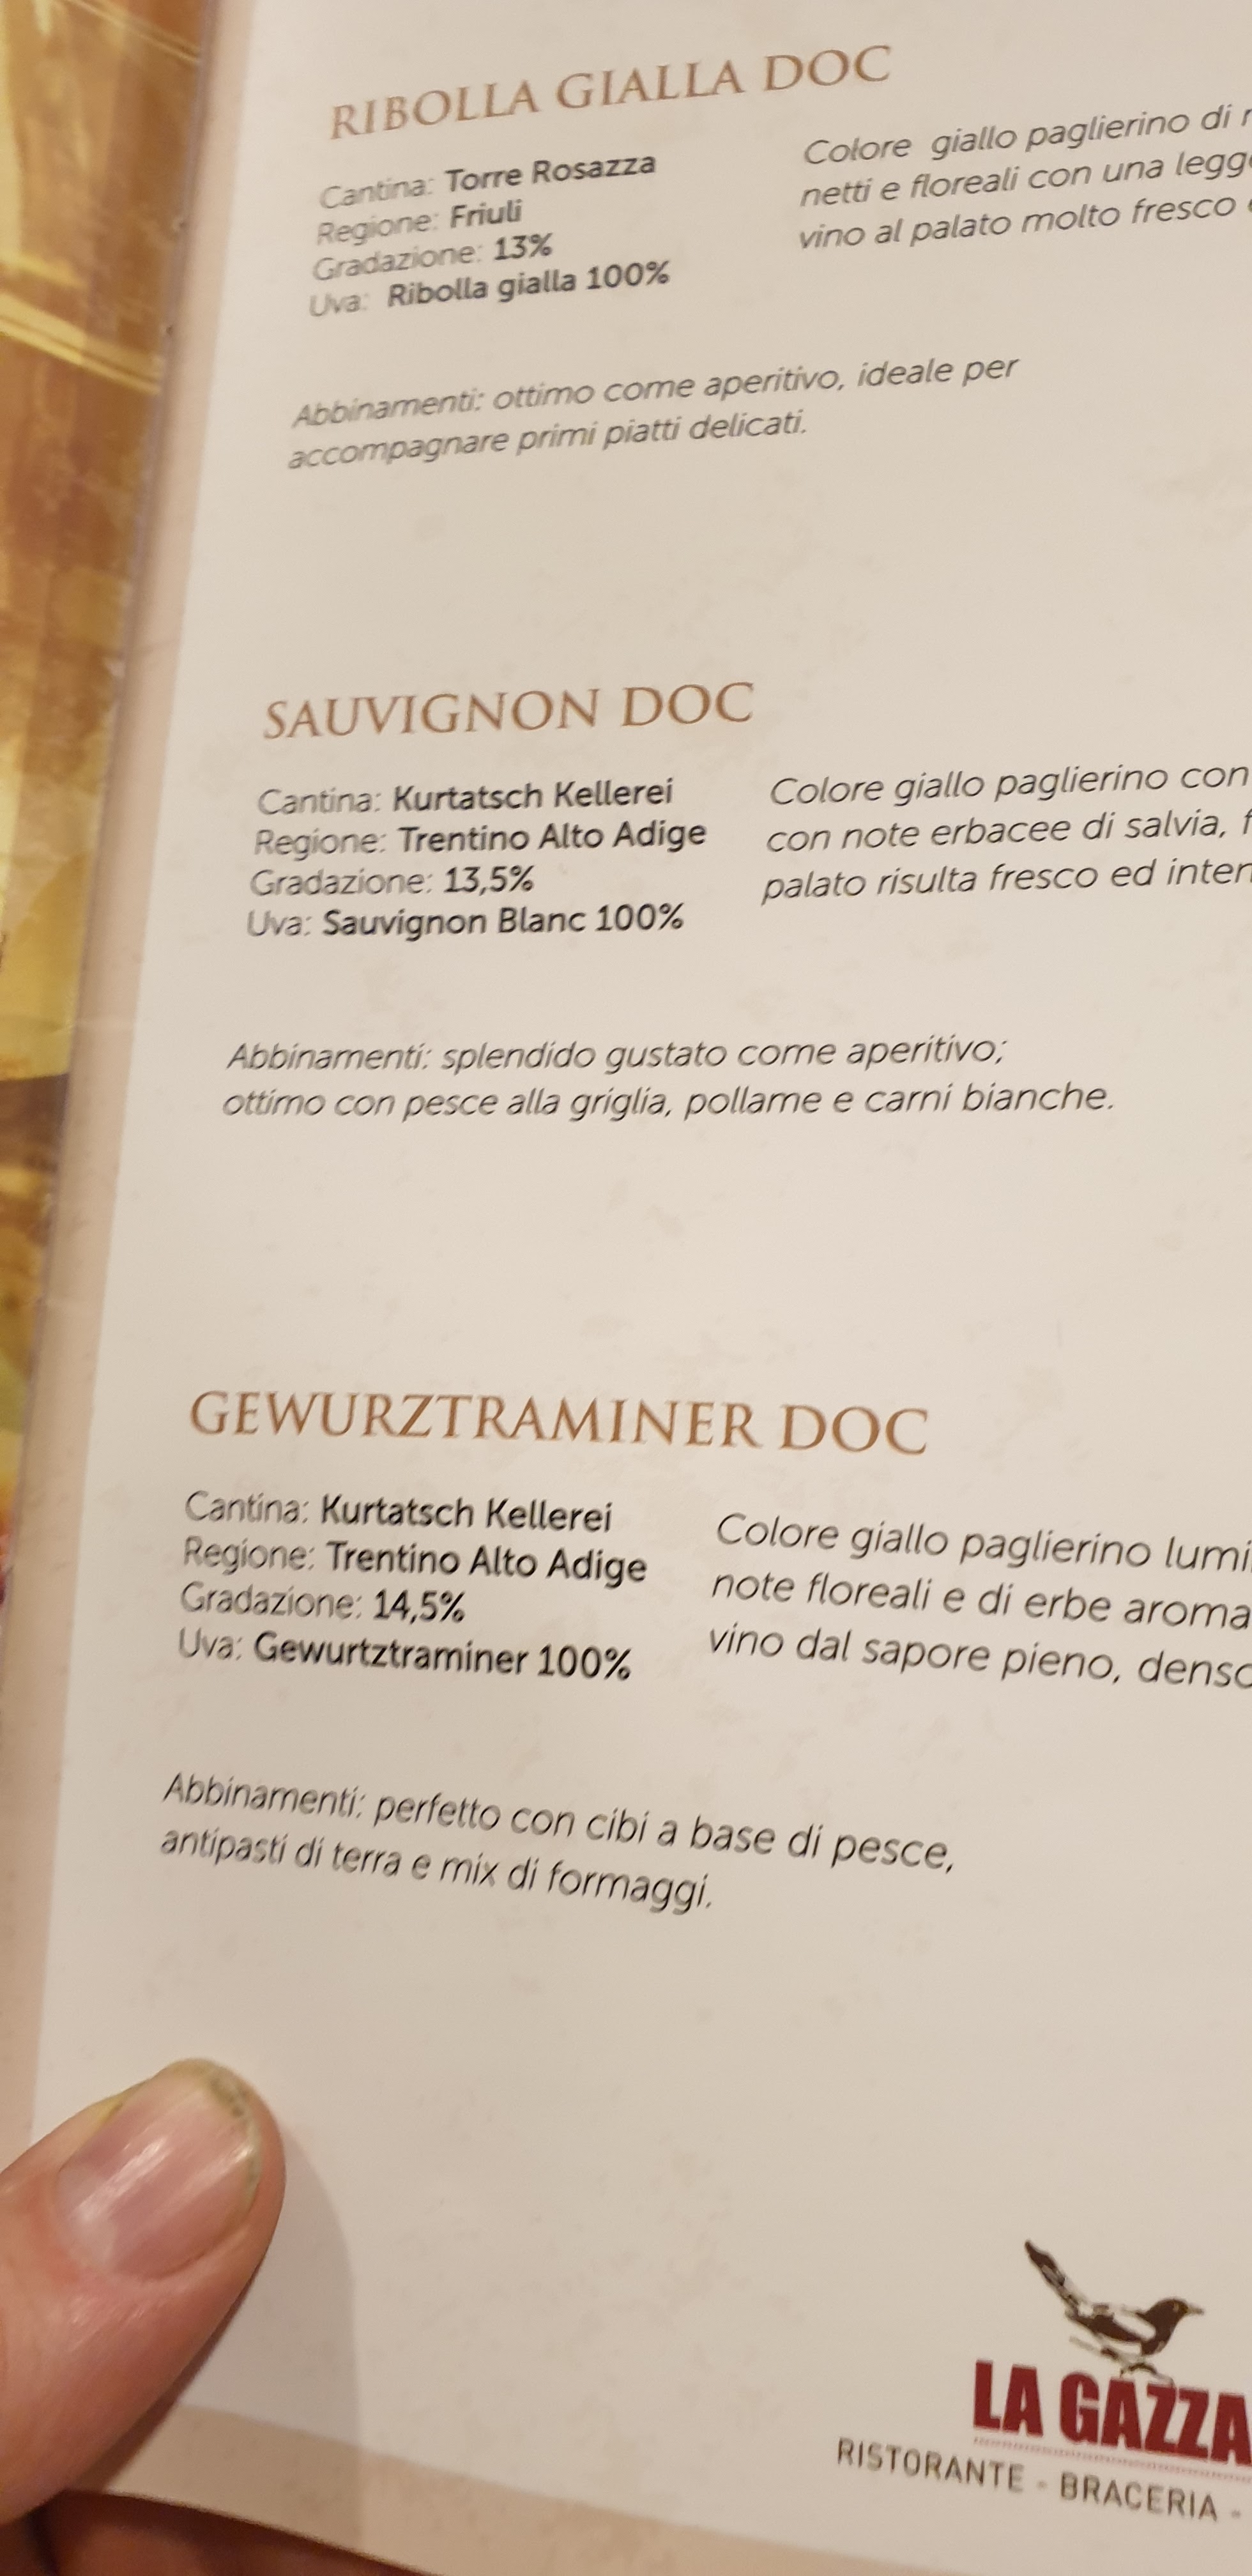 RIBOLLA GIALLA DOC
Cantina: Torre Rosazza
Regione: Friuli
Gradazione: 13%
Uva: Ribolla gialla 100%
Colore giallo paglierino di
netti e floreali con una
vino al palato molto fresco
Abbinamenti: ottimo come aperitivo, ideale per
accompagnare primi piatti delicati.
SAUVIGNON DOC
Cantina: Kurtatsch Kellerei
Regione: Trentino Alto Adige
Gradazione: 13,5%
Uva: Sauvignon Blanc 100%
Colore giallo paglierino con
con note erbacee di salvia,
palato risulta fresco ed
Abbinamenti: splendido gustato come aperitivo;
ottimo con pesce alla griglia, pollame e carni bianche.
GEWURZTRAMINER DOC
Cantina: Kurtatsch Kellerei
Regione: Trentino Alto Adige
Gradazione: 14,5%
Uva: Gewurtztraminer 100%
Colore giallo paglierino
note floreali e di erbe
vino dal sapore pieno,
Abbinamenti: perfetto con cibi a base di pesce,
antipasti di terra e mix di formaggi.
LA GAZZA
RISTORANTE - BRACERIA -